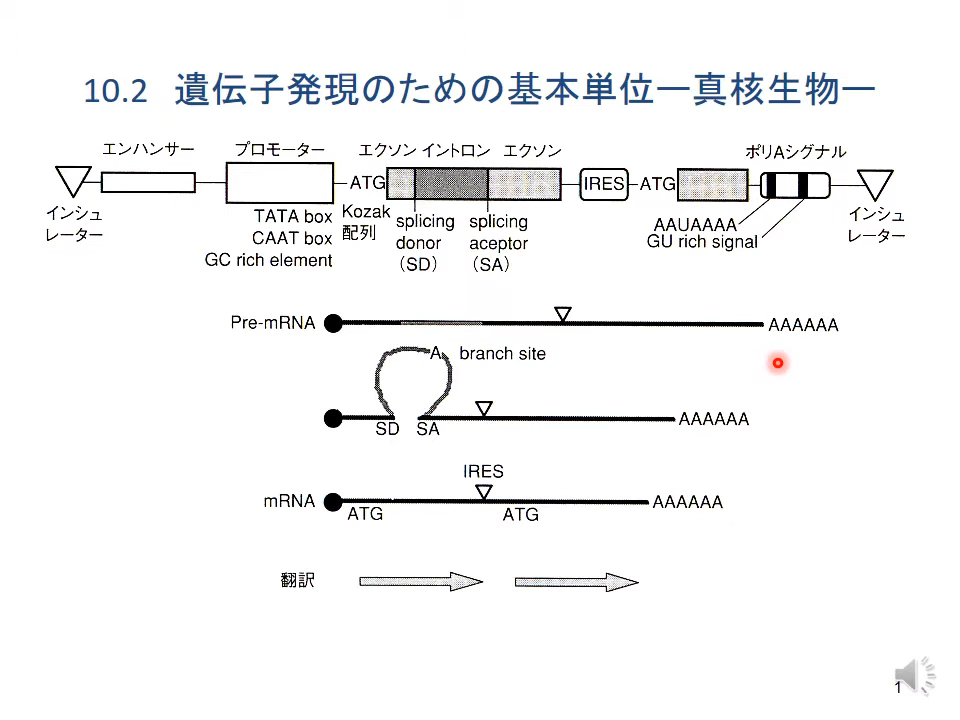 10.2 遺伝子発現のための基本単位―真核生物―
エンハンサー プロモーター エクソン イントロン エクソン ポリAシグナル
ATG IRES ATG
インシュ
レーター
TATA box
CAAT box
GC rich element
Kozak
配列
splicing
donor
(SD)
splicing
aceptor
(SA)
AAUAAAA
GU rich signal
インシュ
レーター
Pre-mRNA AAAAAA
A branch site
SD SA AAAAAA
IRES
mRNA AAAAAA
ATG ATG
翻訳
1